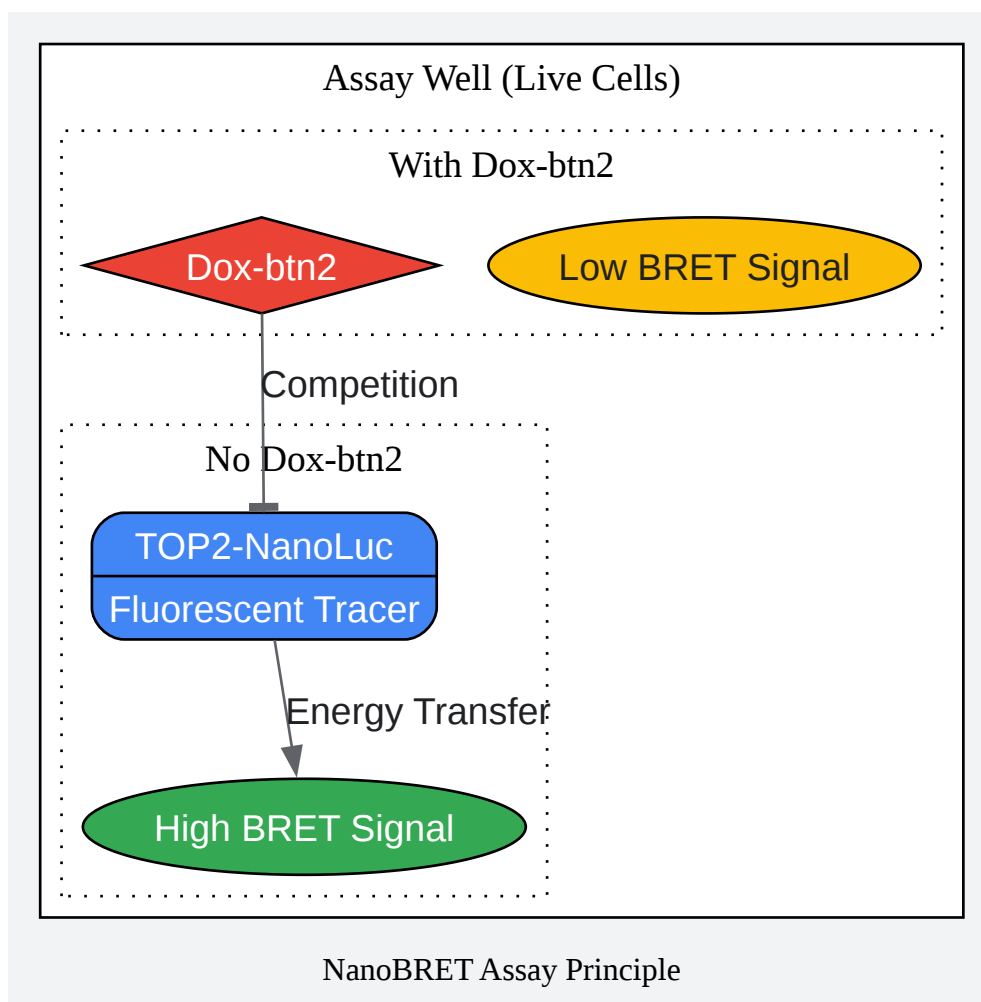 Assay Well (Live Cells)
With Dox-btn2
Dox-btn2
Low BRET Signal
Competition
No Dox-btn2
TOP2-NanoLuc
Fluorescent Tracer
Energy Transfer
High BRET Signal
NanoBRET Assay Principle